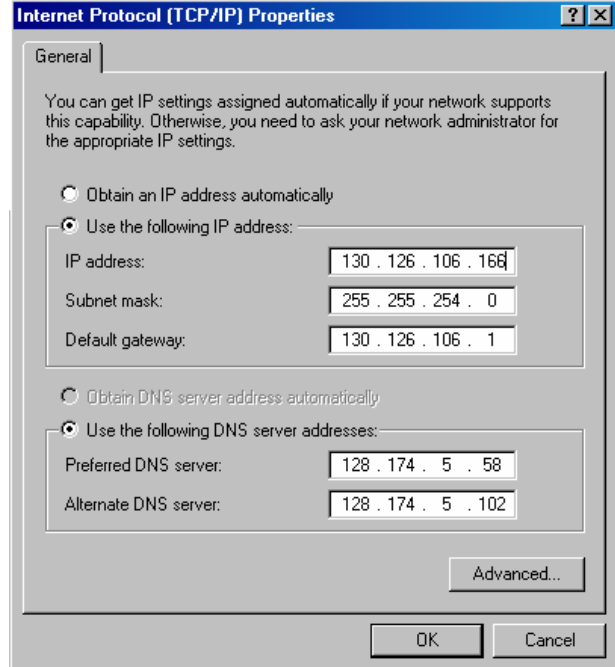 Internet Protocol (TCP/IP) Properties
General
You can get IP settings assigned automatically if your network supports
this capability. Otherwise, you need to ask your network administrator for
the appropriate IP settings.
Obtain an IP address automatically
Use the following IP address:
IP address: 130 . 126 . 106 . 166
Subnet mask: 255 . 255 . 254 . 0
Default gateway: 130 . 126 . 106 . 1
Obtain DNS server address automatically
Use the following DNS server addresses:
Preferred DNS server: 128 . 174 . 5 . 58
Alternate DNS server: 128 . 174 . 5 . 102
Advanced...
OK Cancel